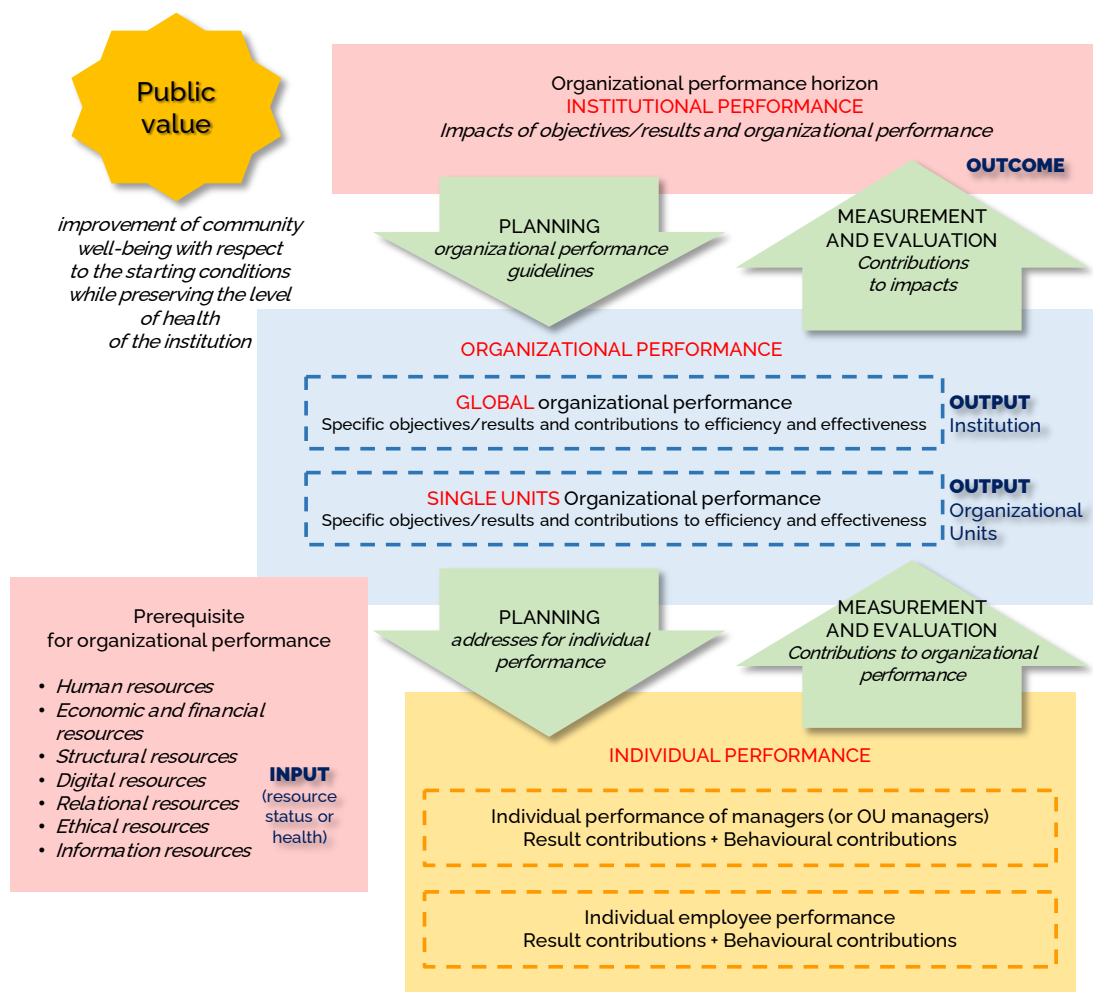 Public
value
improvement of community
well-being with respect
to the starting conditions
while preserving the level
of health
of the institution
Organizational performance horizon
INSTITUTIONAL PERFORMANCE
Impacts of objectives/results and organizational performance
OUTCOME
PLANNING
organizational performance
guidelines
MEASUREMENT
AND EVALUATION
Contributions
to impacts
ORGANIZATIONAL PERFORMANCE
GLOBAL organizational performance
Specific objectives/results and contributions to efficiency and effectiveness
OUTPUT
Institution
SINGLE UNITS Organizational performance
Specific objectives/results and contributions to efficiency and effectiveness
OUTPUT
Organizational
Units
PLANNING
addresses for individual
performance
MEASUREMENT
AND EVALUATION
Contributions to organizational
performance
Prerequisite
for organizational performance
• Human resources
• Economic and financial
resources
• Structural resources
• Digital resources
• Relational resources
• Ethical resources
• Information resources
INPUT
(resource
status or
health)
INDIVIDUAL PERFORMANCE
Individual performance of managers (or OU managers)
Result contributions + Behavioural contributions
Individual employee performance
Result contributions + Behavioural contributions